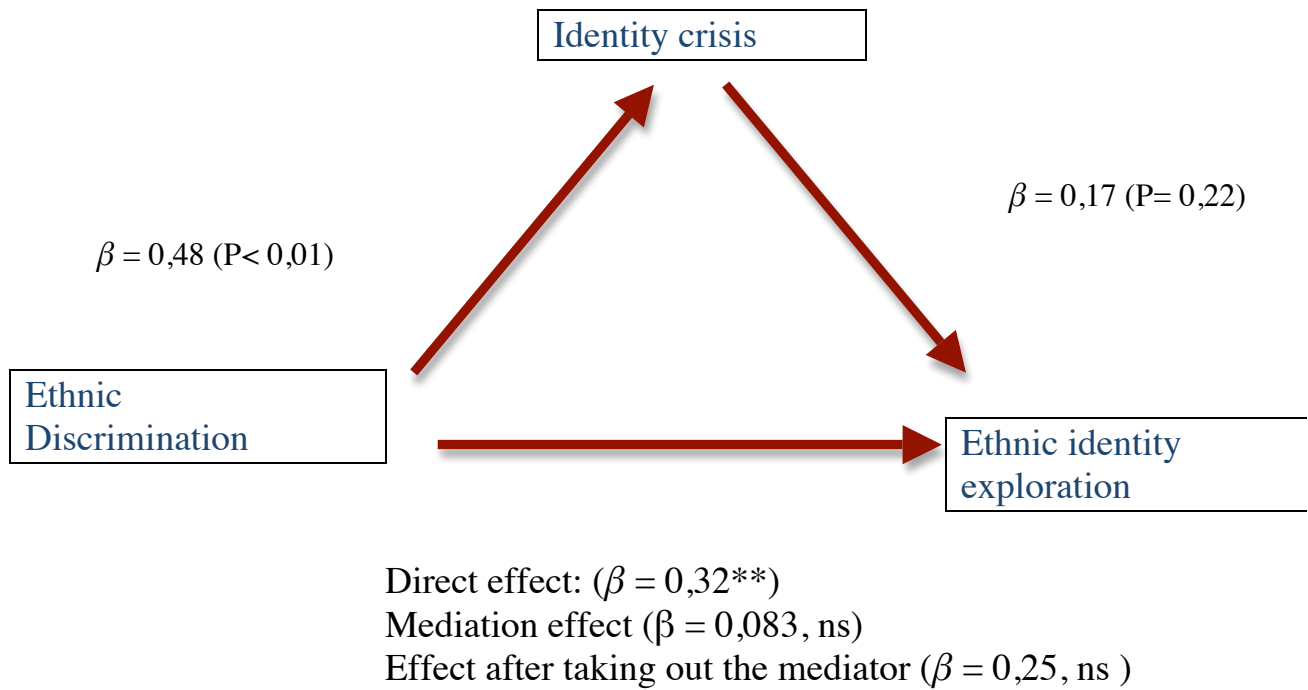 Identity crisis
β = 0,17 (P= 0,22)
β = 0,48 (P< 0,01)
Ethnic
Discrimination
Ethnic identity
exploration
Direct effect: (β = 0,32**)
Mediation effect (β = 0,083, ns)
Effect after taking out the mediator (β = 0,25, ns )